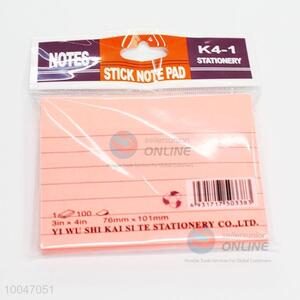 NOTES
K4-1
STATIONERY
STICK NOTE PAD
ONLINE
1 100
3in x 4in 76mm x 101mm
6931717503383
YI WU SHI KAI SI TE STATIONERY CO.,LTD.
ONLINE
10047051